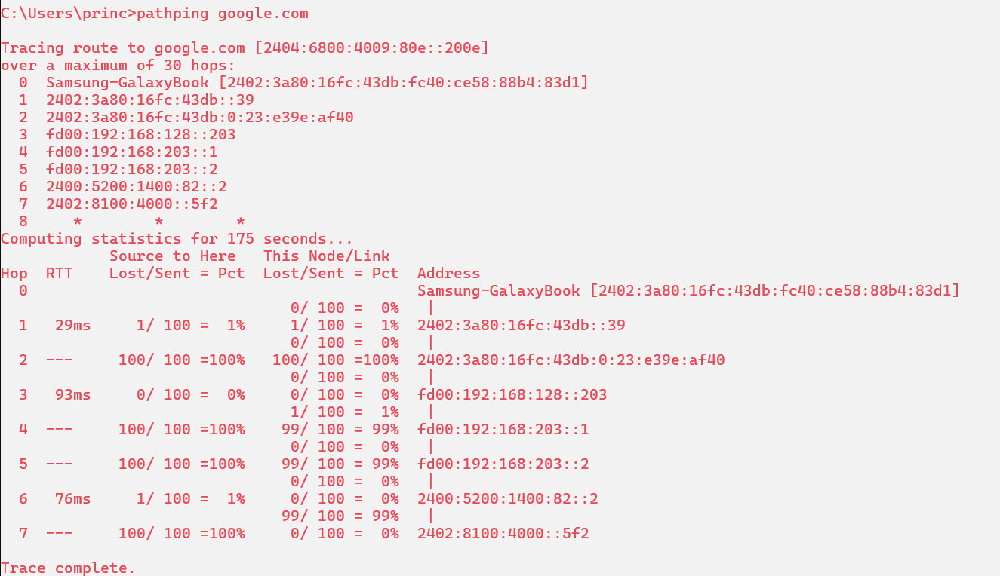 C:\Users\princ>pathping google.com
Tracing route to google.com [2404:6800:4009:80e::200e]
over a maximum of 30 hops:
  0  Samsung-GalaxyBook [2402:3a80:16fc:43db:fc40:ce58:88b4:83d1]
  1  2402:3a80:16fc:43db::39
  2  2402:3a80:16fc:43db:0:23:e39e:af40
  3  fd00:192:168:128::203
  4  fd00:192:168:203::1
  5  fd00:192:168:203::2
  6  2400:5200:1400:82::2
  7  2402:8100:4000::5f2
  8     *        *        *
Computing statistics for 175 seconds...
            Source to Here   This Node/Link
Hop  RTT    Lost/Sent = Pct  Lost/Sent = Pct  Address
  0                                           Samsung-GalaxyBook [2402:3a80:16fc:43db:fc40:ce58:88b4:83d1]
                                0/ 100 =  0%   |
  1   29ms     1/ 100 =  1%     1/ 100 =  1%  2402:3a80:16fc:43db::39
                                0/ 100 =  0%   |
  2  ---     100/ 100 =100%   100/ 100 =100%  2402:3a80:16fc:43db:0:23:e39e:af40
                                0/ 100 =  0%   |
  3   93ms     0/ 100 =  0%     0/ 100 =  0%  fd00:192:168:128::203
                                1/ 100 =  1%   |
  4  ---     100/ 100 =100%    99/ 100 = 99%  fd00:192:168:203::1
                                0/ 100 =  0%   |
  5  ---     100/ 100 =100%    99/ 100 = 99%  fd00:192:168:203::2
                                0/ 100 =  0%   |
  6   76ms     1/ 100 =  1%     0/ 100 =  0%  2400:5200:1400:82::2
                               99/ 100 = 99%   |
  7  ---     100/ 100 =100%     0/ 100 =  0%  2402:8100:4000::5f2
Trace complete.